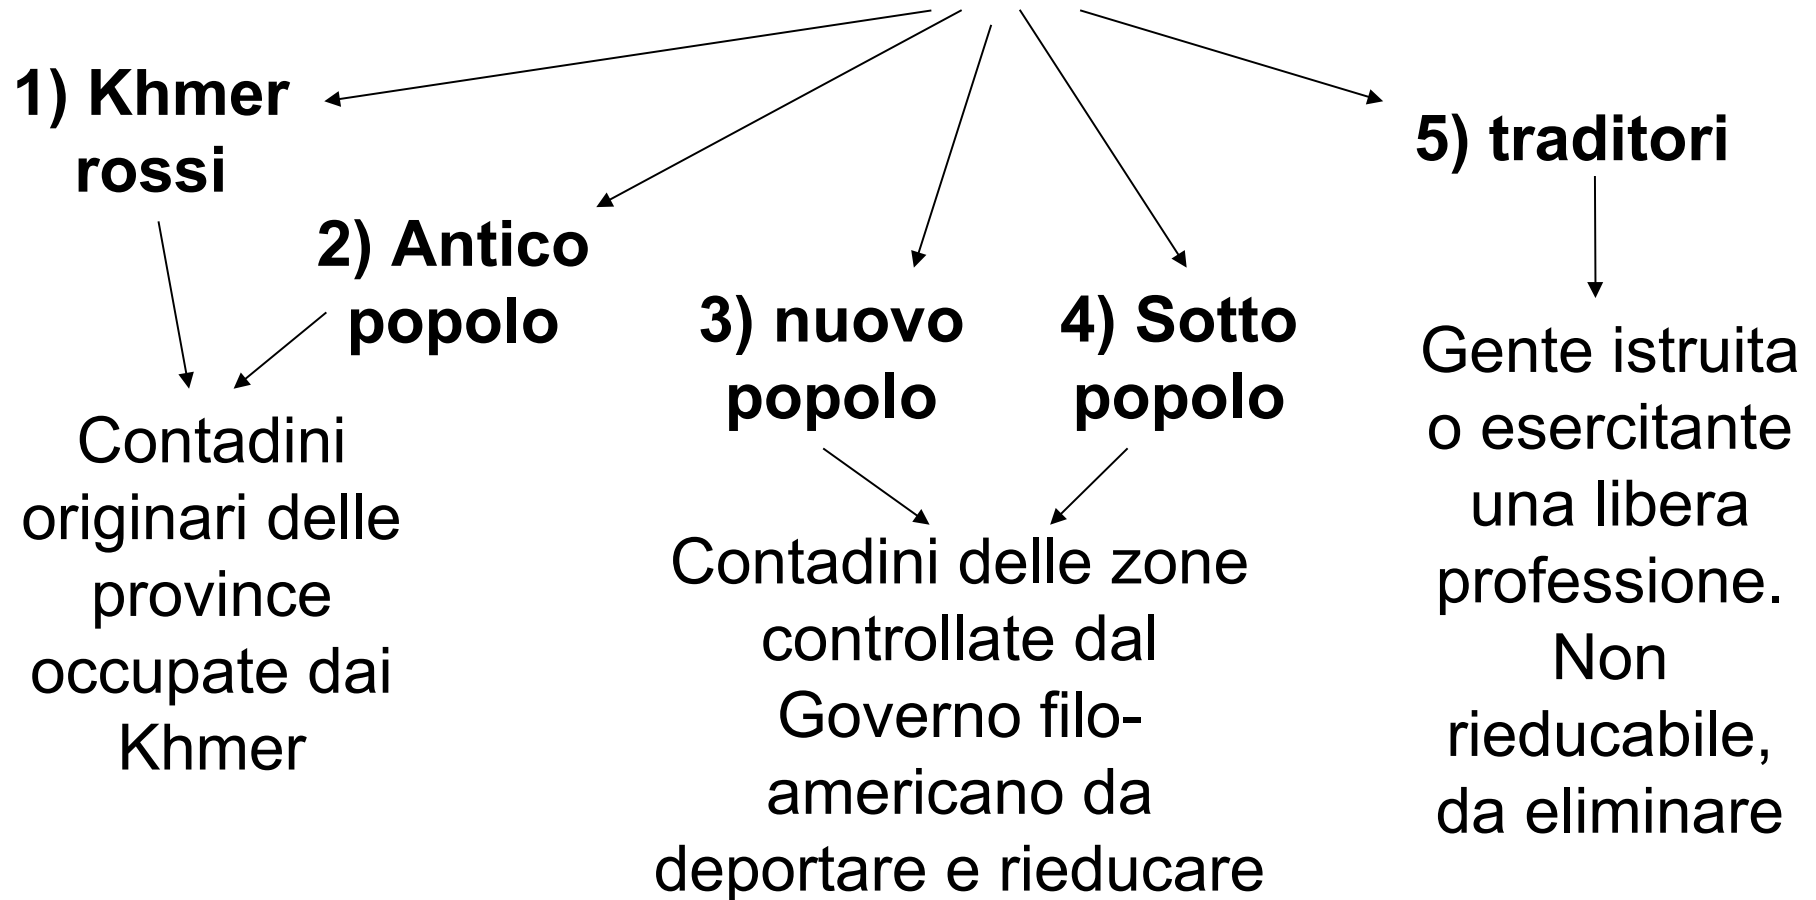 1) Khmer
rossi
2) Antico
popolo
Contadini
originari delle
province
occupate dai
Khmer
3) nuovo
popolo
4) Sotto
popolo
Contadini delle zone
controllate dal
Governo filo-
americano da
deportare e rieducare
5) traditori
Gente istruita
o esercitante
una libera
professione.
Non
rieducabile,
da eliminare